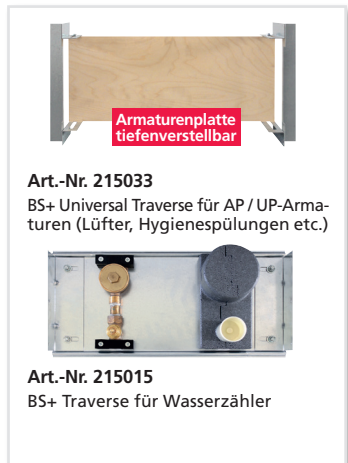 Armaturenplatte
tiefenverstellbar
Art.-Nr. 215033
BS+ Universal Traverse für AP / UP-Arma-
turen (Lüfter, Hygienespülungen etc.)
Art.-Nr. 215015
BS+ Traverse für Wasserzähler